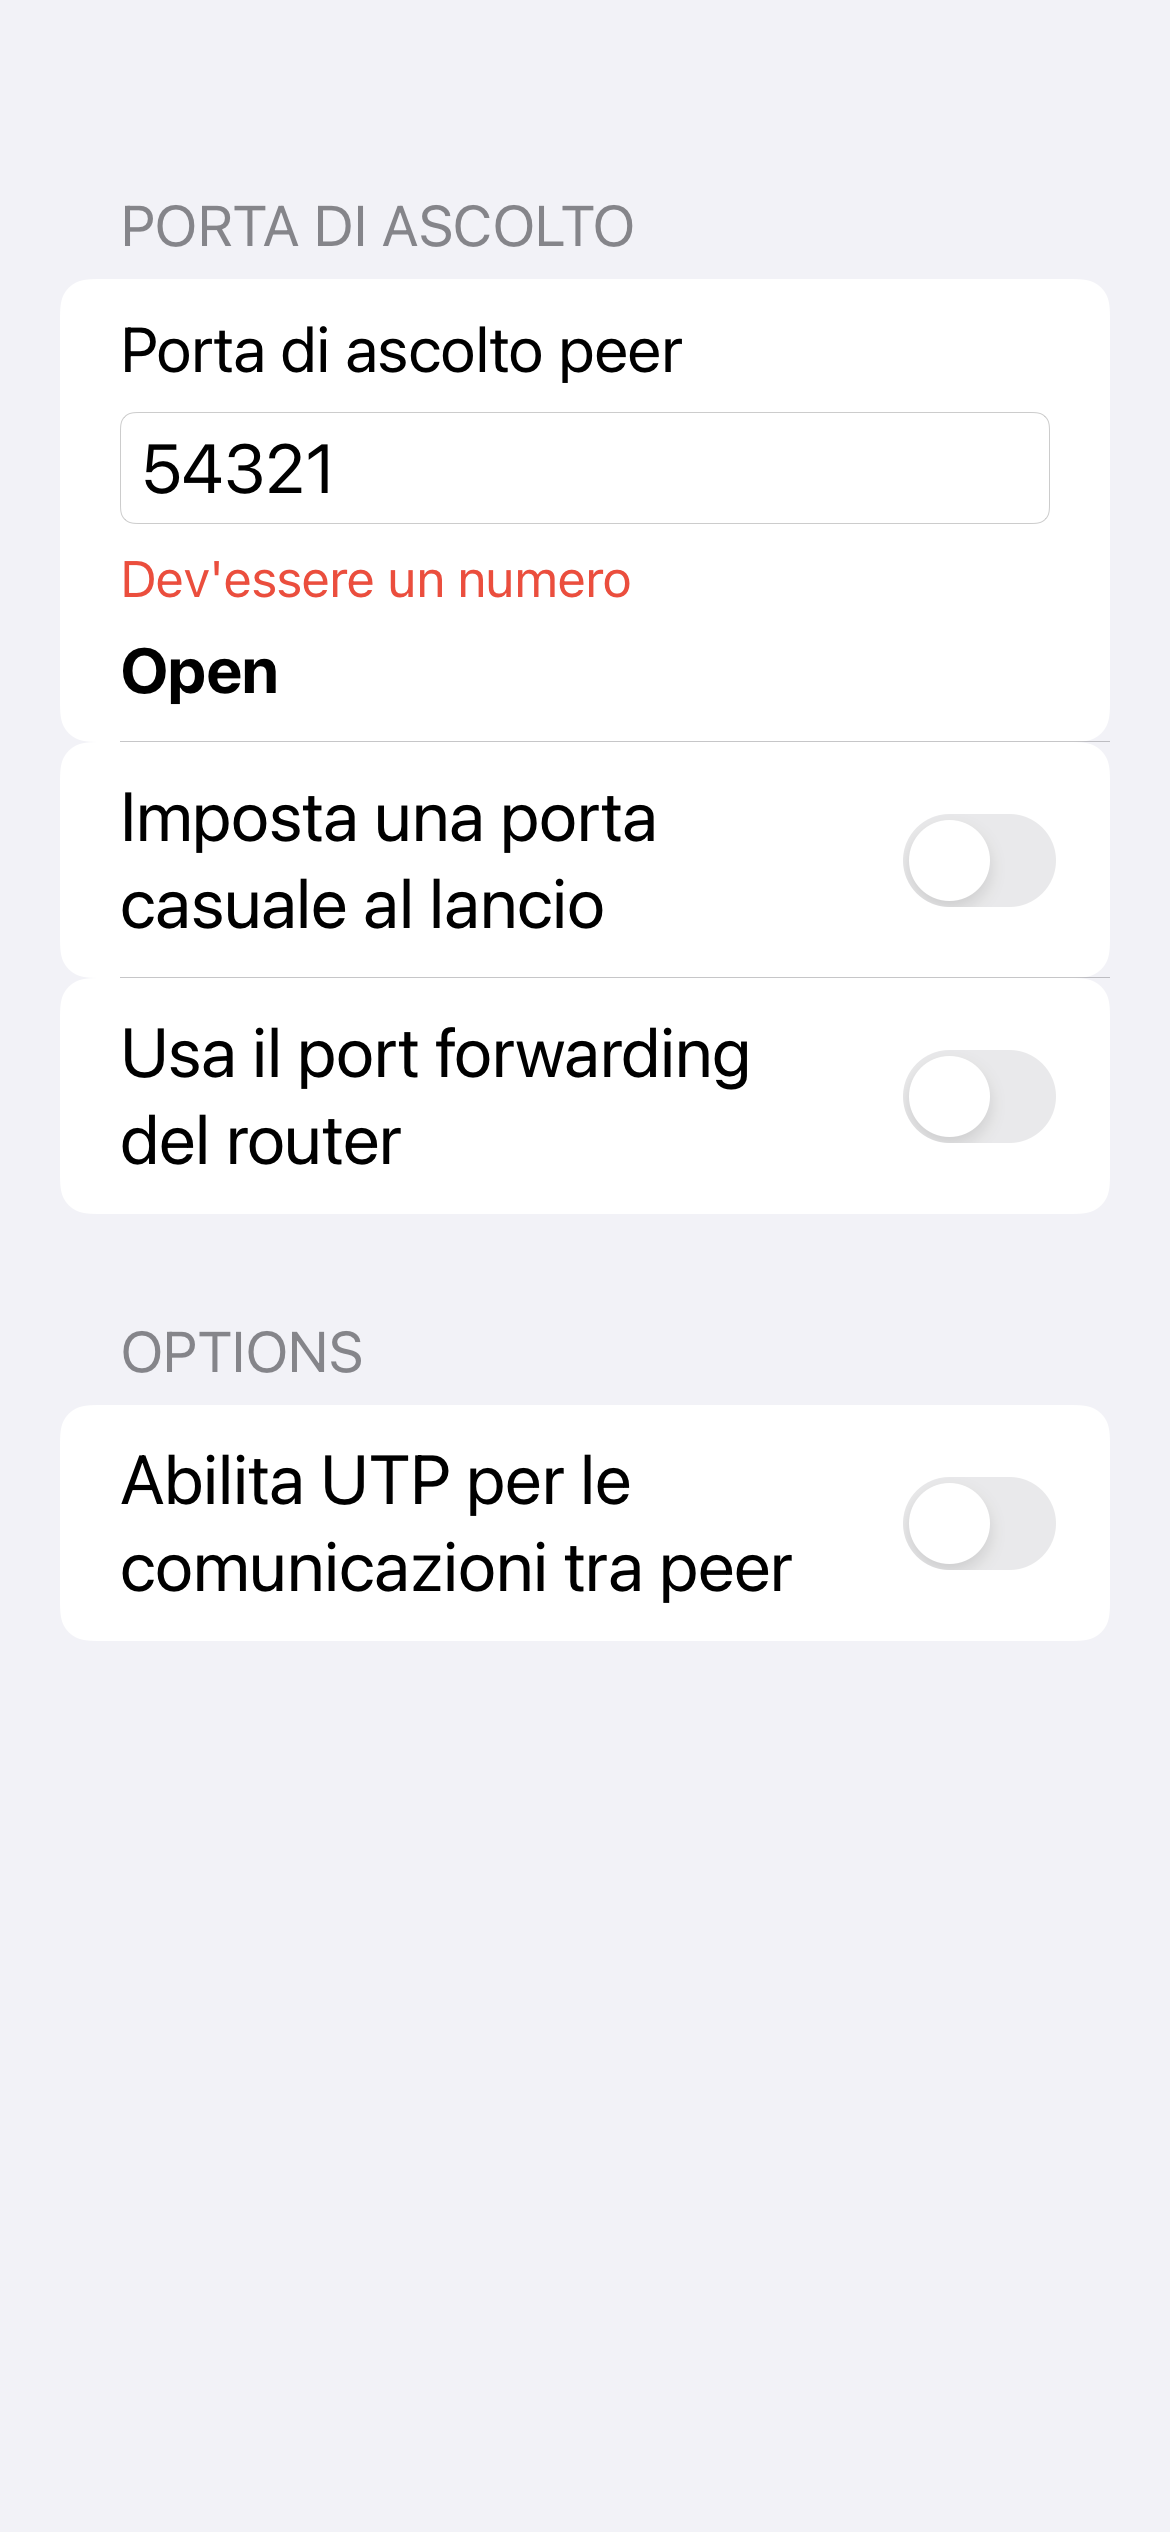 PORTA DI ASCOLTO
Porta di ascolto peer
54321
Dev'essere un numero
Open
Imposta una porta
casuale al lancio
Usa il port forwarding
del router
OPTIONS
Abilita UTP per le
comunicazioni tra peer